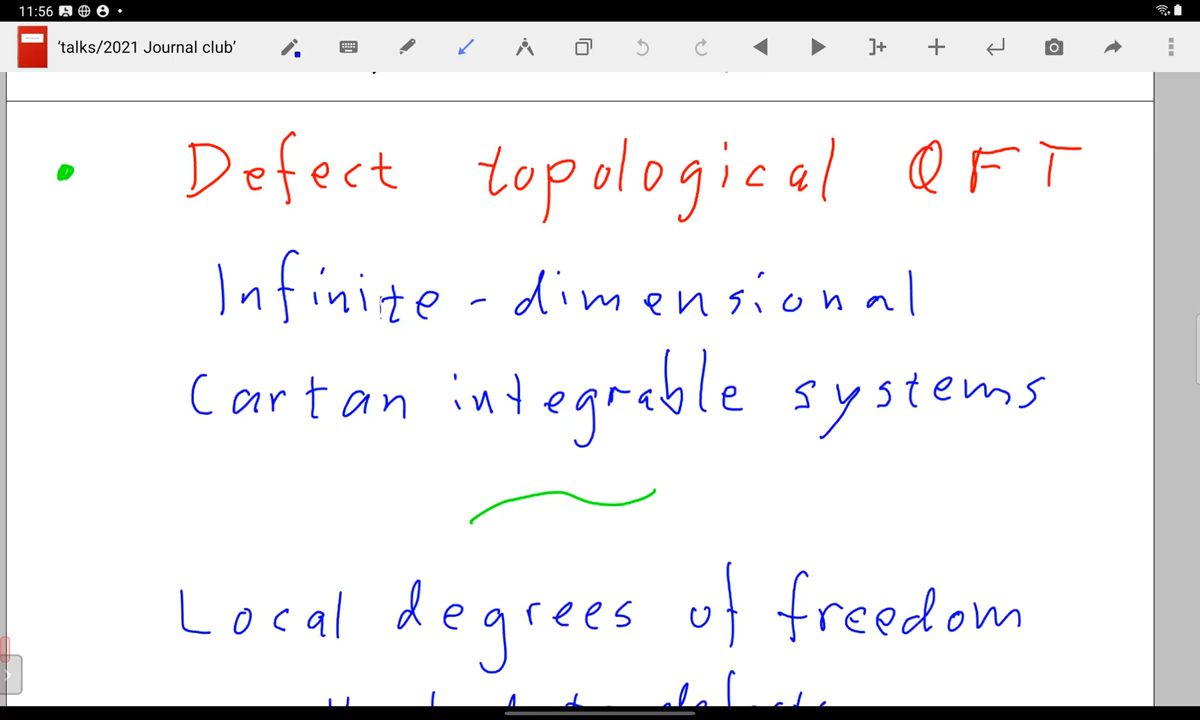 11:56
'talks/2021 Journal club'
Defect topological QFT
Infinite-dimensional
Cartan integrable systems
Local degrees of freedom